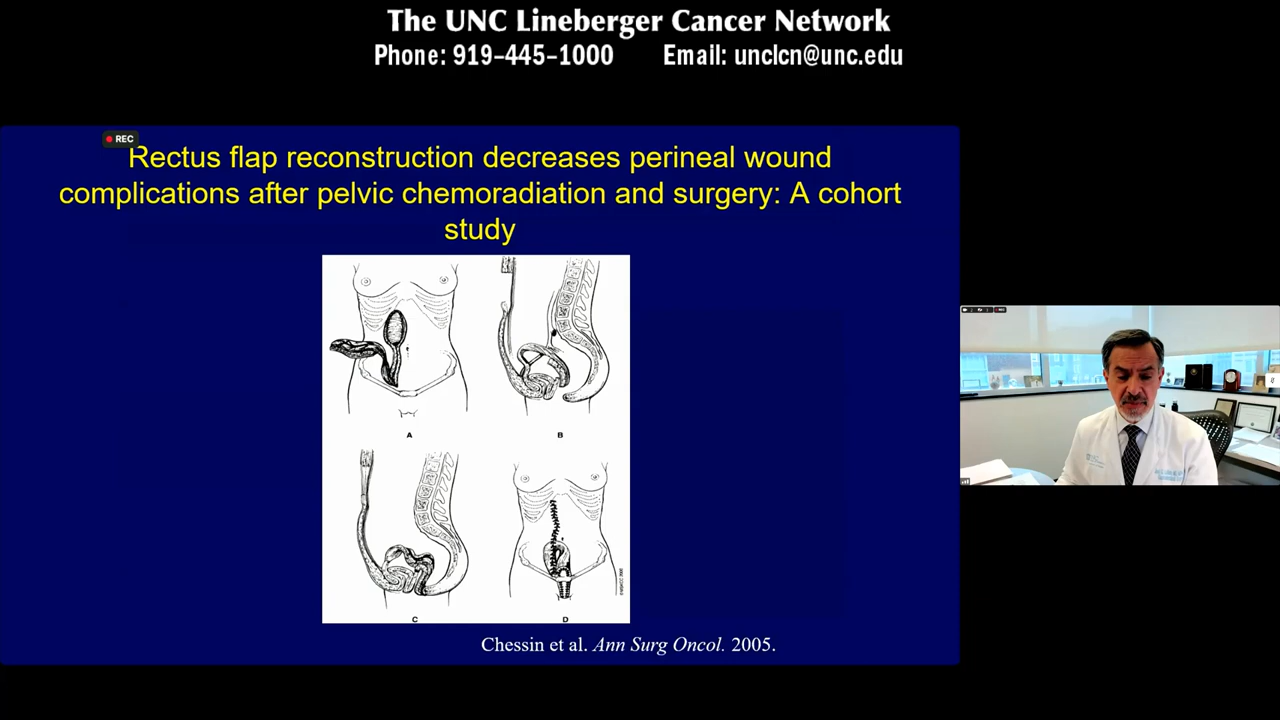 The UNC Lineberger Cancer Network
Phone: 919-445-1000 Email: unclcn@unc.edu
REC
Rectus flap reconstruction decreases perineal wound
complications after pelvic chemoradiation and surgery: A cohort
study
A
B
C
D
Chessin et al. Ann Surg Oncol. 2005.